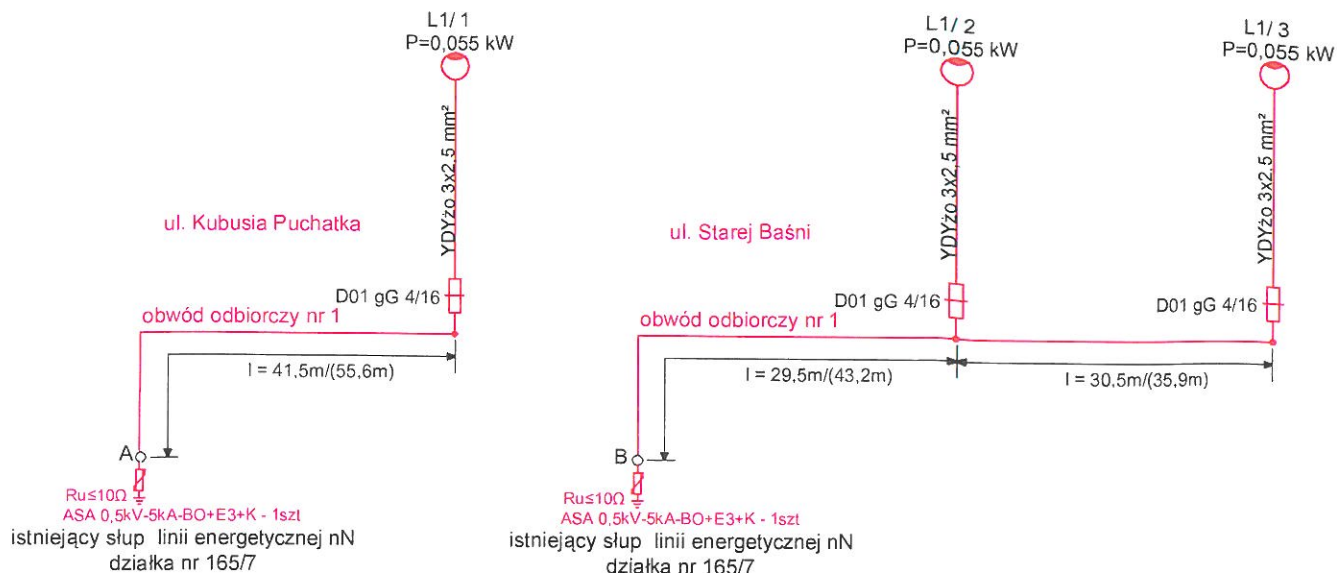 L1/ 1
P=0,055 kW
YDYżo 3x2,5 mm²
ul. Kubusia Puchatka
D01 gG 4/16
obwód odbiorczy nr 1
l = 41,5m/(55,6m)
A
Ru≤10Ω
ASA 0,5kV-5kA-BO+E3+K - 1szt
istniejący słup linii energetycznej nN
działka nr 165/7
L1/ 2
P=0,055 kW
YDYżo 3x2,5 mm²
ul. Starej Baśni
D01 gG 4/16
obwód odbiorczy nr 1
l = 29,5m/(43,2m)
L1/ 3
P=0,055 kW
YDYżo 3x2,5 mm²
D01 gG 4/16
l = 30,5m/(35,9m)
B
Ru≤10Ω
ASA 0,5kV-5kA-BO+E3+K - 1szt
istniejący słup linii energetycznej nN
działka nr 165/7